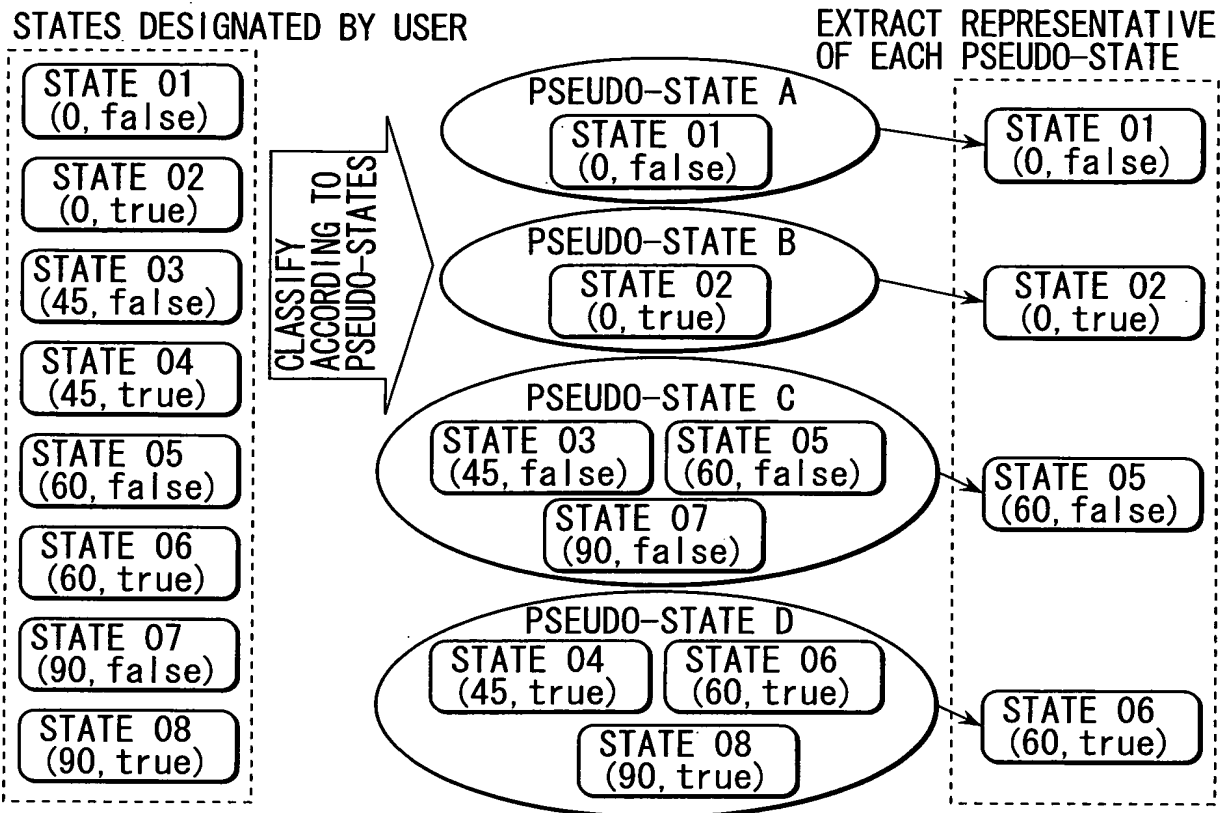 STATES DESIGNATED BY USER
STATE 01
(0, false)
STATE 02
(0, true)
STATE 03
(45, false)
STATE 04
(45, true)
STATE 05
(60, false)
STATE 06
(60, true)
STATE 07
(90, false)
STATE 08
(90, true)
CLASSIFY
ACCORDING TO
PSEUDO-STATES
PSEUDO-STATE A
STATE 01
(0, false)
PSEUDO-STATE B
STATE 02
(0, true)
PSEUDO-STATE C
STATE 03
(45, false)
STATE 05
(60, false)
STATE 07
(90, false)
PSEUDO-STATE D
STATE 04
(45, true)
STATE 06
(60, true)
STATE 08
(90, true)
EXTRACT REPRESENTATIVE
OF EACH PSEUDO-STATE
STATE 01
(0, false)
STATE 02
(0, true)
STATE 05
(60, false)
STATE 06
(60, true)